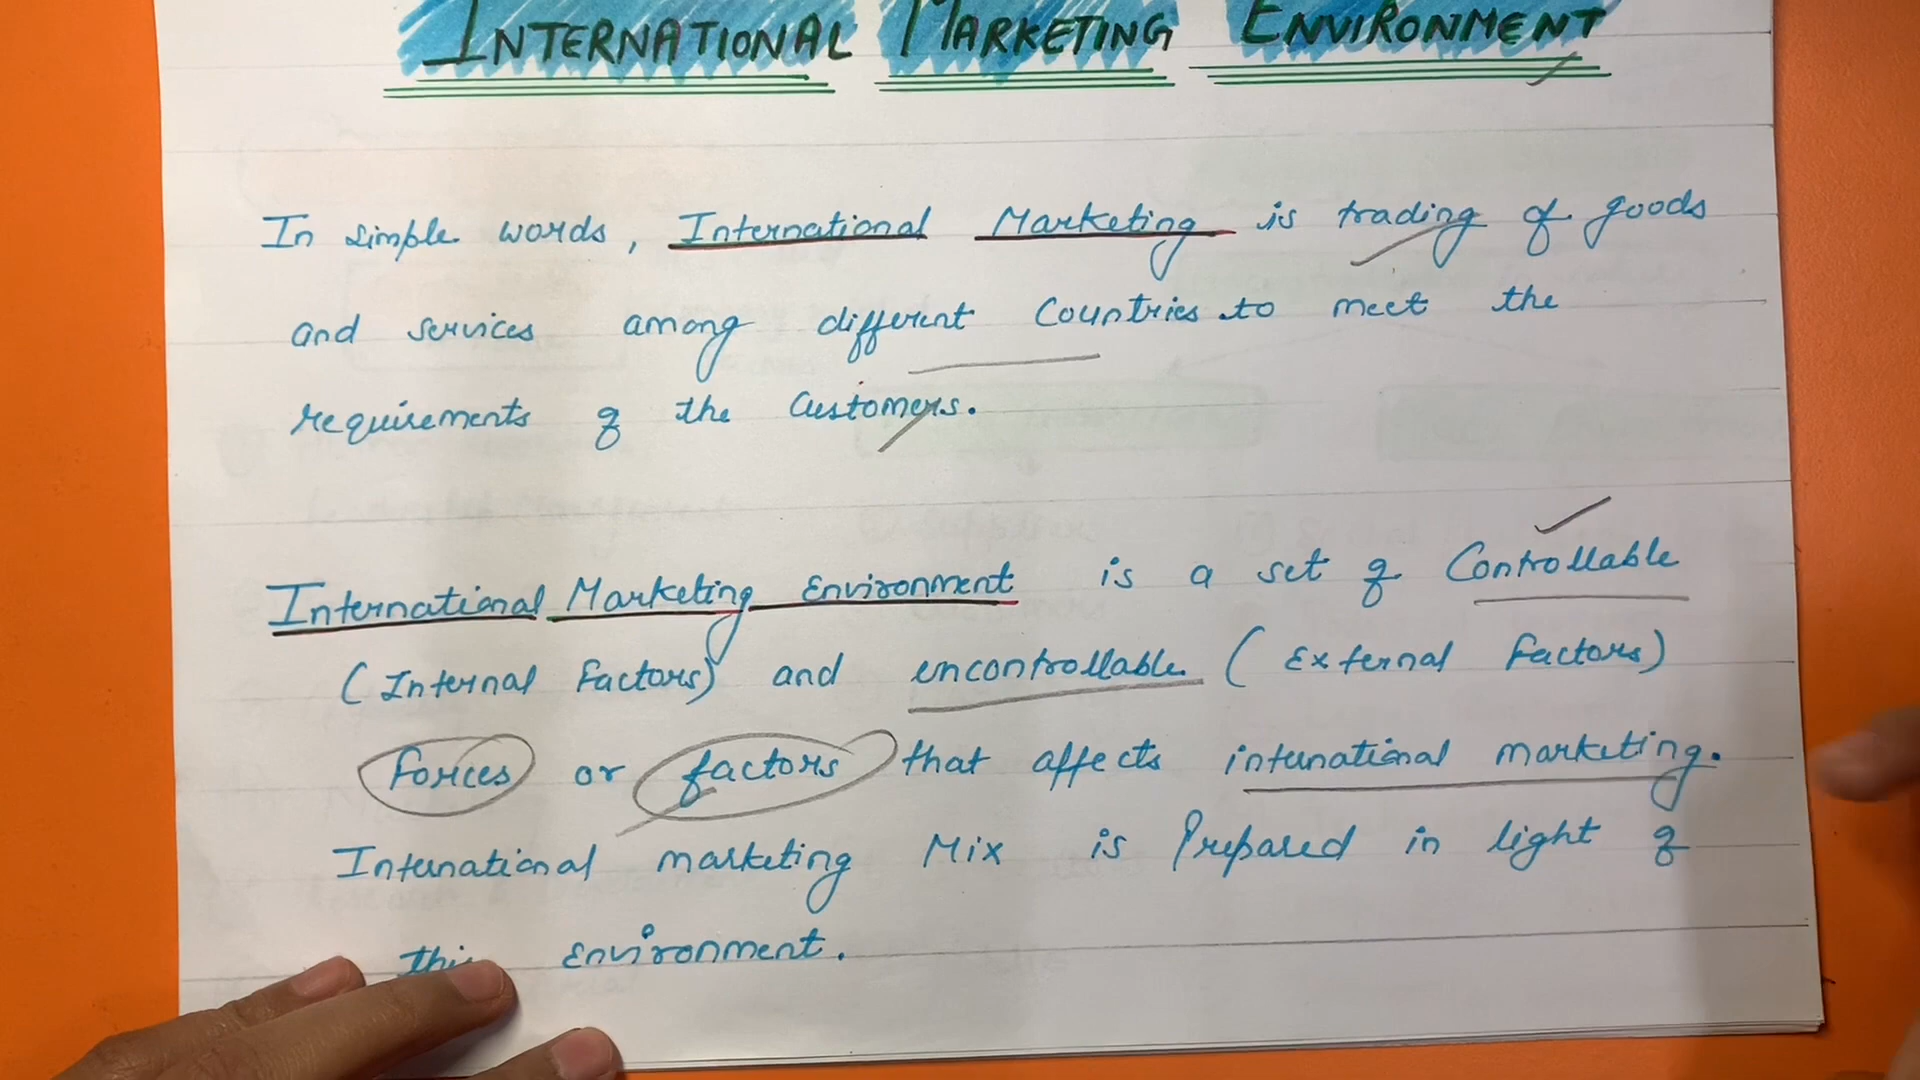 INTERNATIONAL MARKETING ENVIRONMENT
In simple words, International Marketing is trading of goods
and services among different Countries to meet the
requirements of the Customers.
International Marketing Environment is a set of Controllable
(Internal Factors) and encontrollable (External Factors)
Forces or factors that affects international marketing.
International marketing Mix is Prepared in light of
this Environment.